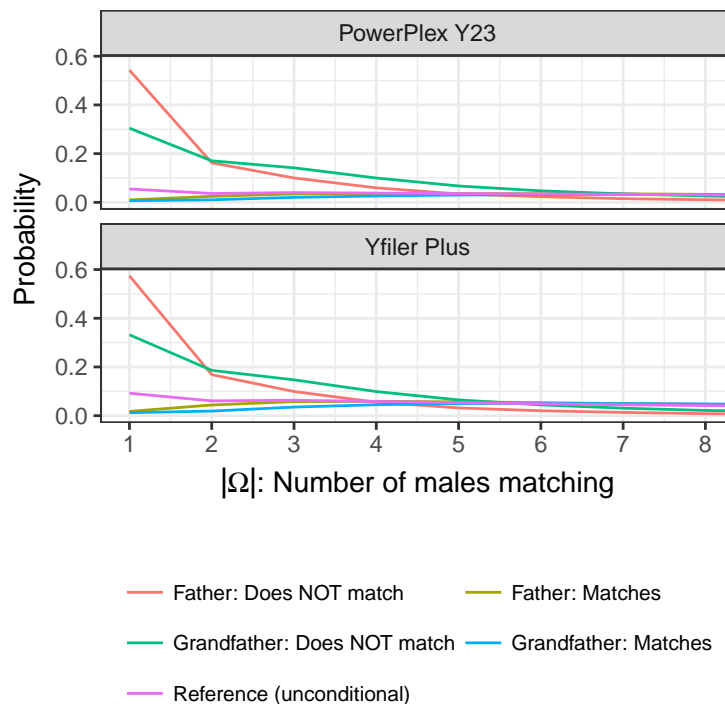 PowerPlex Y23
0.6
0.4
0.2
0.0
Probability
Yfiler Plus
0.6
0.4
0.2
0.0
1 2 3 4 5 6 7 8
|Ω|: Number of males matching
Father: Does NOT match Father: Matches
Grandfather: Does NOT match Grandfather: Matches
Reference (unconditional)